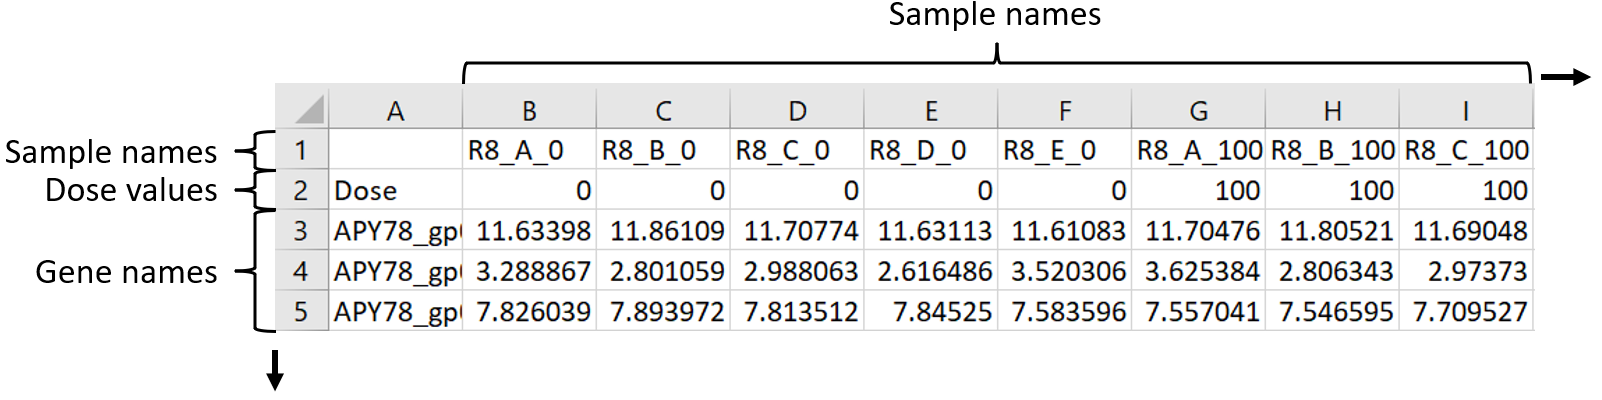 Sample names
A B C D E F G H I
Sample names 1 R8_A_0 R8_B_0 R8_C_0 R8_D_0 R8_E_0 R8_A_100 R8_B_100 R8_C_100
Dose values 2 Dose 0 0 0 0 0 100 100 100
3 APY78_gp 11.63398 11.86109 11.70774 11.63113 11.61083 11.70476 11.80521 11.69048
Gene names 4 APY78_gp 3.288867 2.801059 2.988063 2.616486 3.520306 3.625384 2.806343 2.97373
5 APY78_gp 7.826039 7.893972 7.813512 7.84525 7.583596 7.557041 7.546595 7.709527